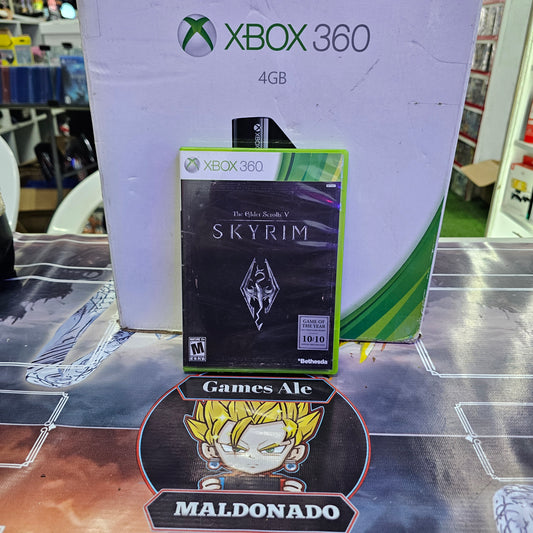 XBOX 360
4GB
XBOX 360
The Elder Scrolls V
SKYRIM
GAME OF
THE YEAR
10/10
M
Bethesda
Games Ale
MALDONADO